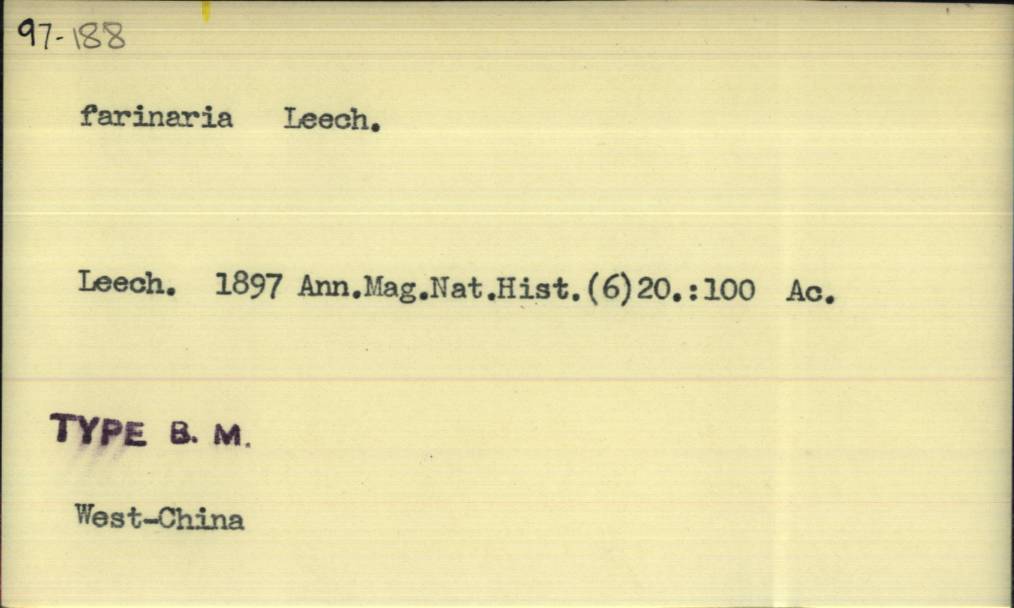 97-188
farinaria Leech.
Leech. 1897 Ann.Mag.Nat.Hist.(6)20.:100 Ac.
TYPE B. M.
West-China